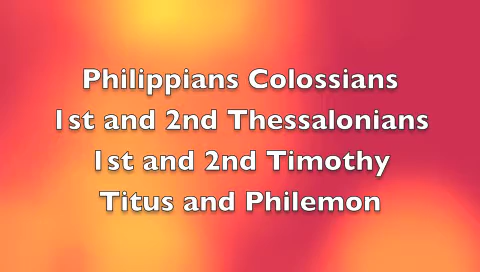 Philippians Colossians
1st and 2nd Thessalonians
1st and 2nd Timothy
Titus and Philemon